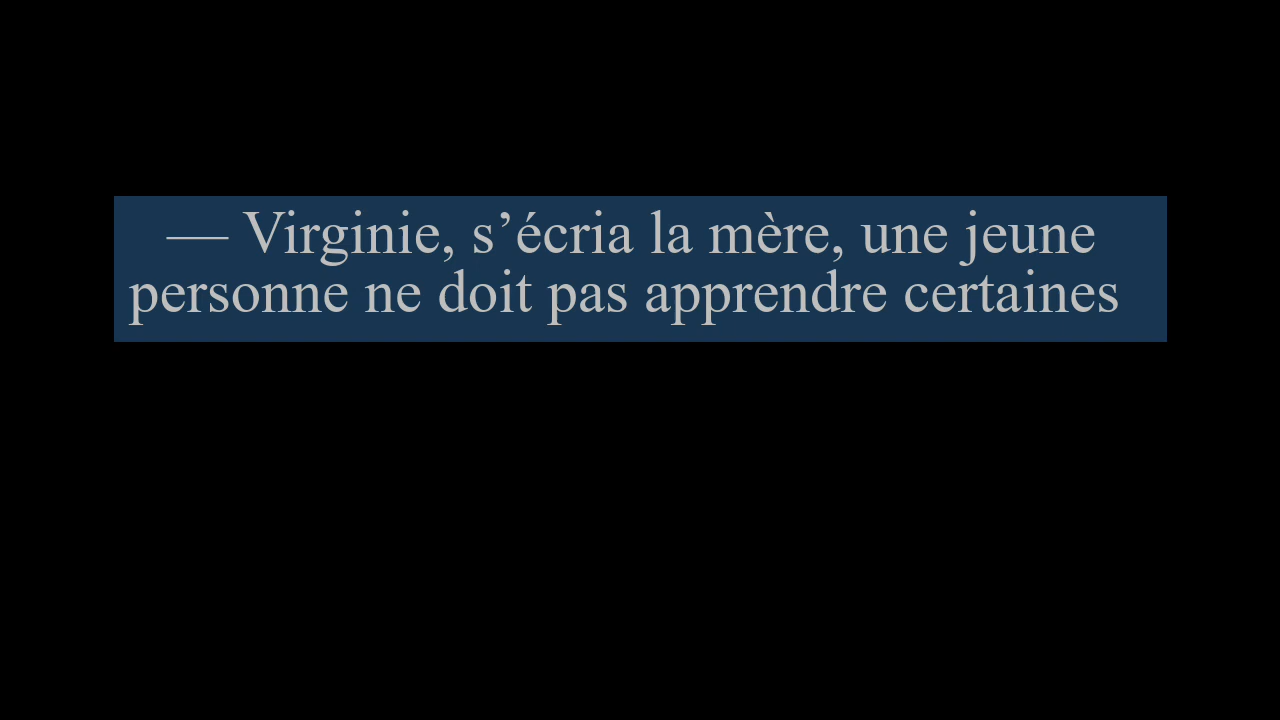 — Virginie, s’écria la mère, une jeune
personne ne doit pas apprendre certaines